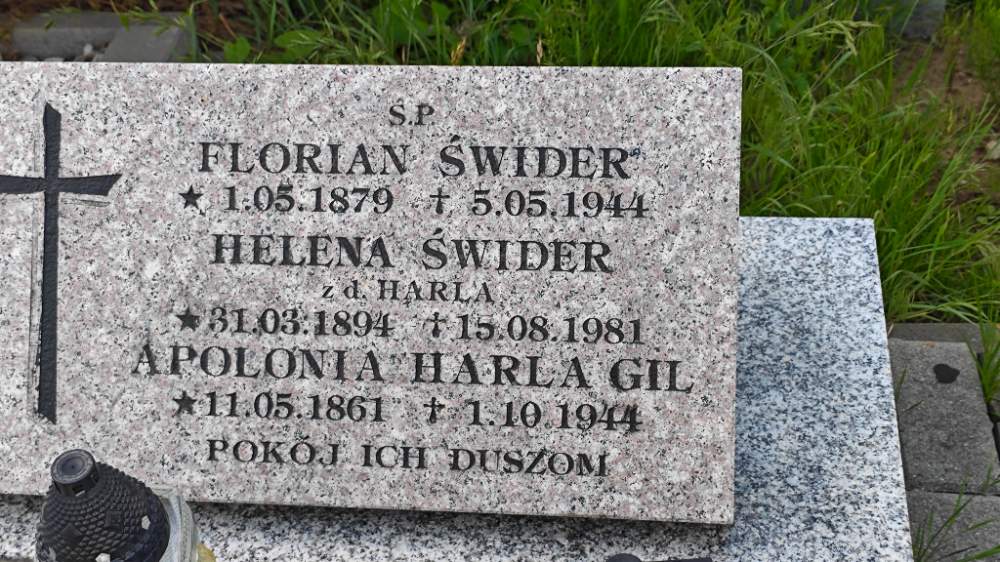 Ś.P
FLORIAN ŚWIDER
★ 1.05.1879 ✝ 5.05.1944
HELENA ŚWIDER
z d. HARLA
★ 31.03.1894 ✝ 15.08.1981
APOLONIA HARLA GIL
★ 11.05.1861 ✝ 1.10.1944
POKÓJ ICH DUSZOM